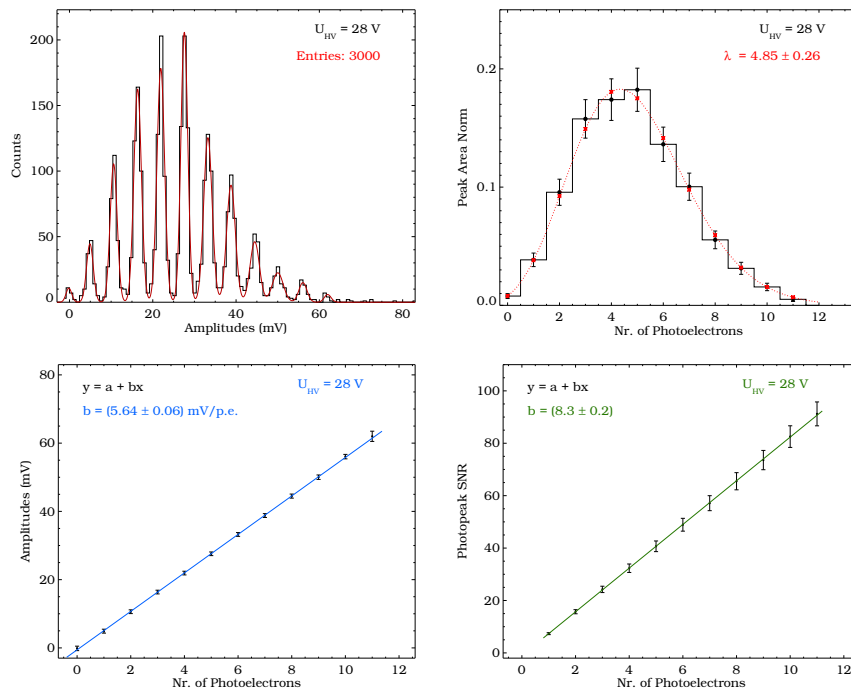 U_HV = 28 V
Entries: 3000
200
150
100
50
0
Counts
0 20 40 60 80
Amplitudes (mV)
U_HV = 28 V
λ = 4.85 ± 0.26
0.2
0.1
0.0
Peak Area Norm
0 2 4 6 8 10 12
Nr. of Photoelectrons
y = a + bx
U_HV = 28 V
b = (5.64 ± 0.06) mV/p.e.
80
60
40
20
0
Amplitudes (mV)
0 2 4 6 8 10 12
Nr. of Photoelectrons
y = a + bx
U_HV = 28 V
b = (8.3 ± 0.2)
100
80
60
40
20
0
Photopeak SNR
0 2 4 6 8 10 12
Nr. of Photoelectrons